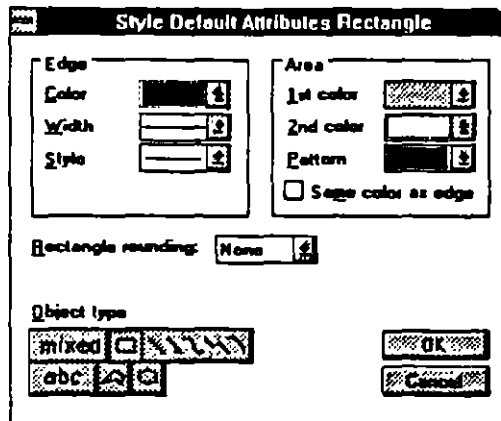 Style Default Attributes Rectangle
Edge
Color
Width
Style
Area
1st color
2nd color
Pattern
Same color as edge
Rectangle rounding: None
Object type
mixed
abc
OK
Cancel